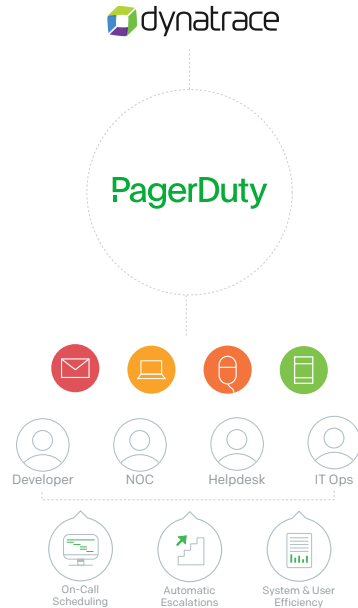 dynatrace
PagerDuty
Developer NOC Helpdesk IT Ops
On-Call
Scheduling
Automatic
Escalations
System & User
Efficiency